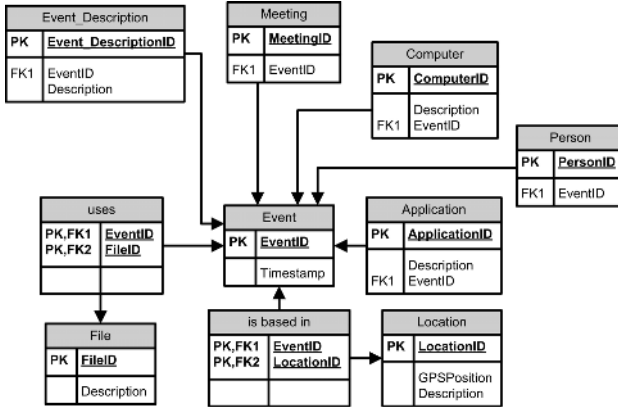 Event_Description
PK Event_DescriptionID
FK1 EventID
Description
Meeting
PK MeetingID
FK1 EventID
Computer
PK ComputerID
Description
FK1 EventID
Person
PK PersonID
FK1 EventID
uses
PK,FK1 EventID
PK,FK2 FileID
Event
PK EventID
Timestamp
Application
PK ApplicationID
Description
FK1 EventID
File
PK FileID
Description
is based in
PK,FK1 EventID
PK,FK2 LocationID
Location
PK LocationID
GPSPosition
Description